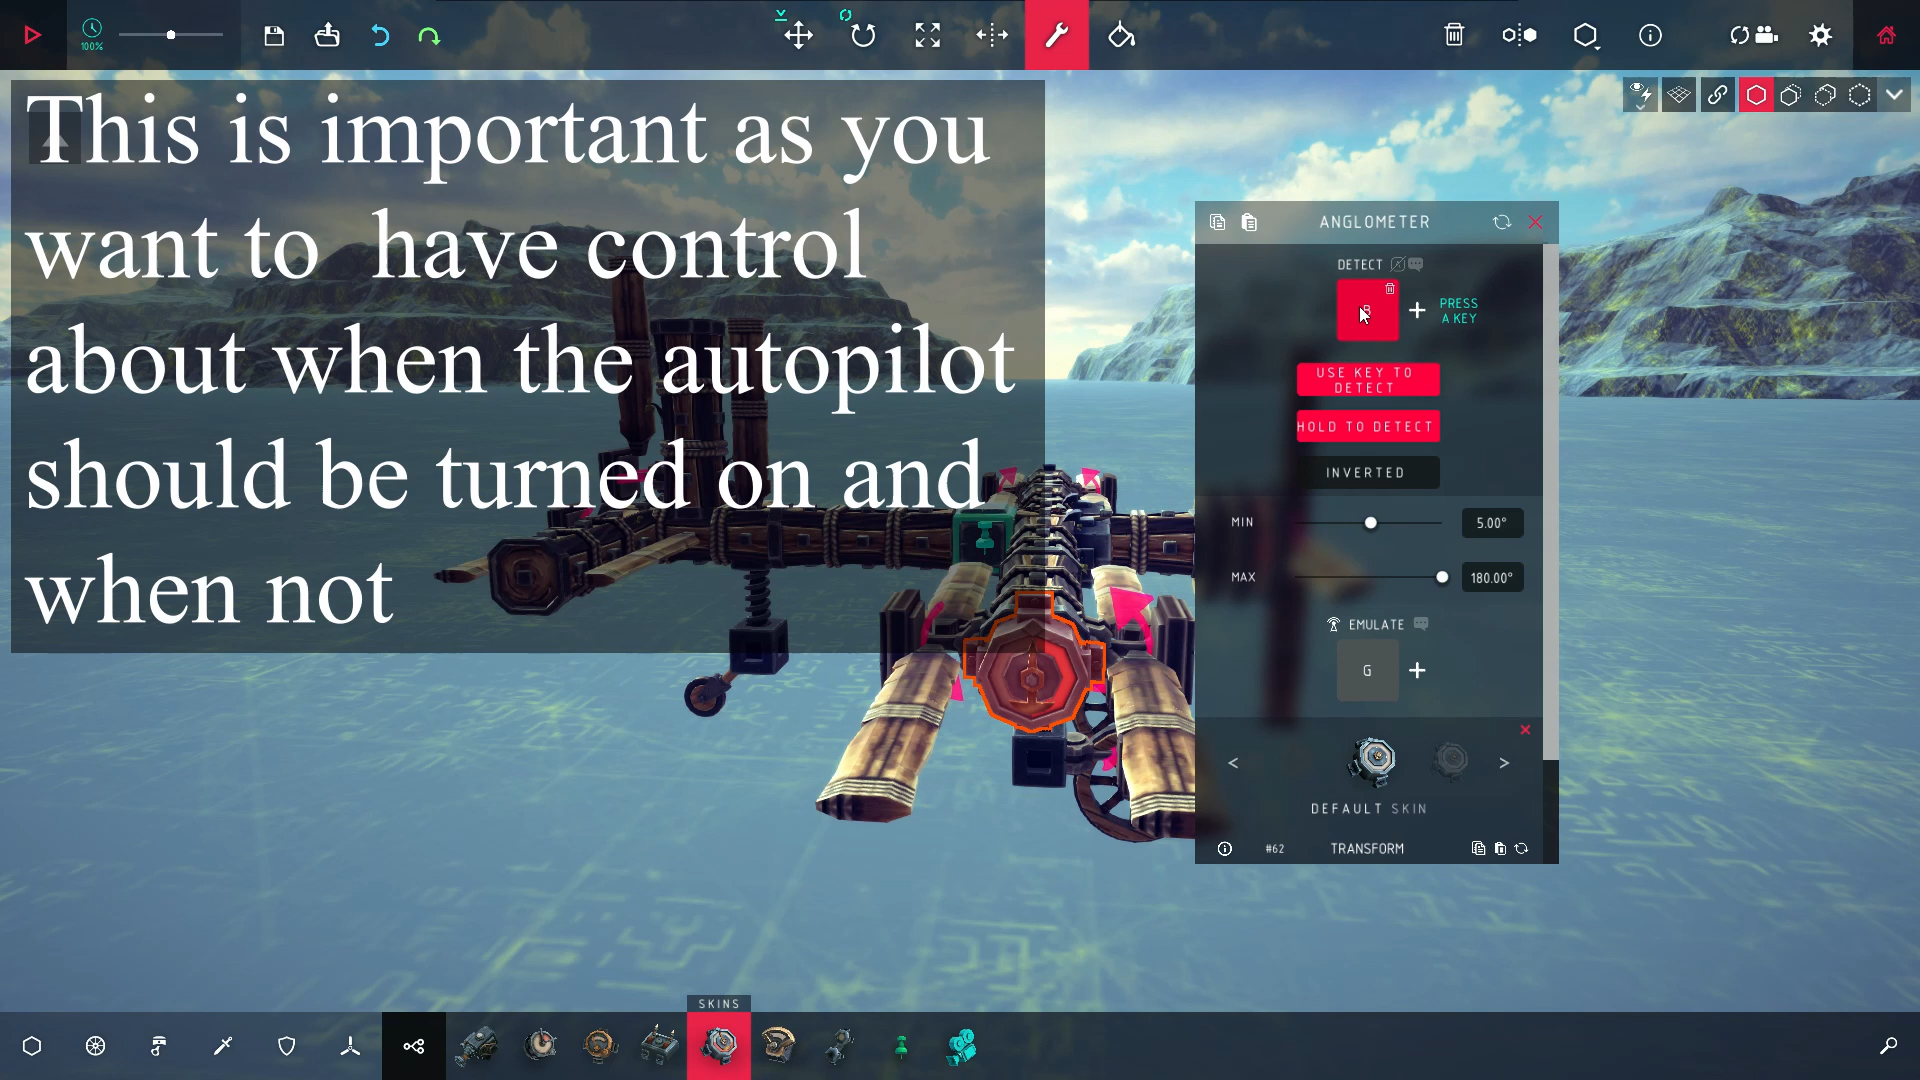 100%
This is important as you
want to have control
about when the autopilot
should be turned on and
when not
ANGLOMETER
DETECT
PRESS
A KEY
USE KEY TO
DETECT
HOLD TO DETECT
INVERTED
MIN
5.00°
MAX
180.00°
EMULATE
G
DEFAULT SKIN
#62
TRANSFORM
SKINS